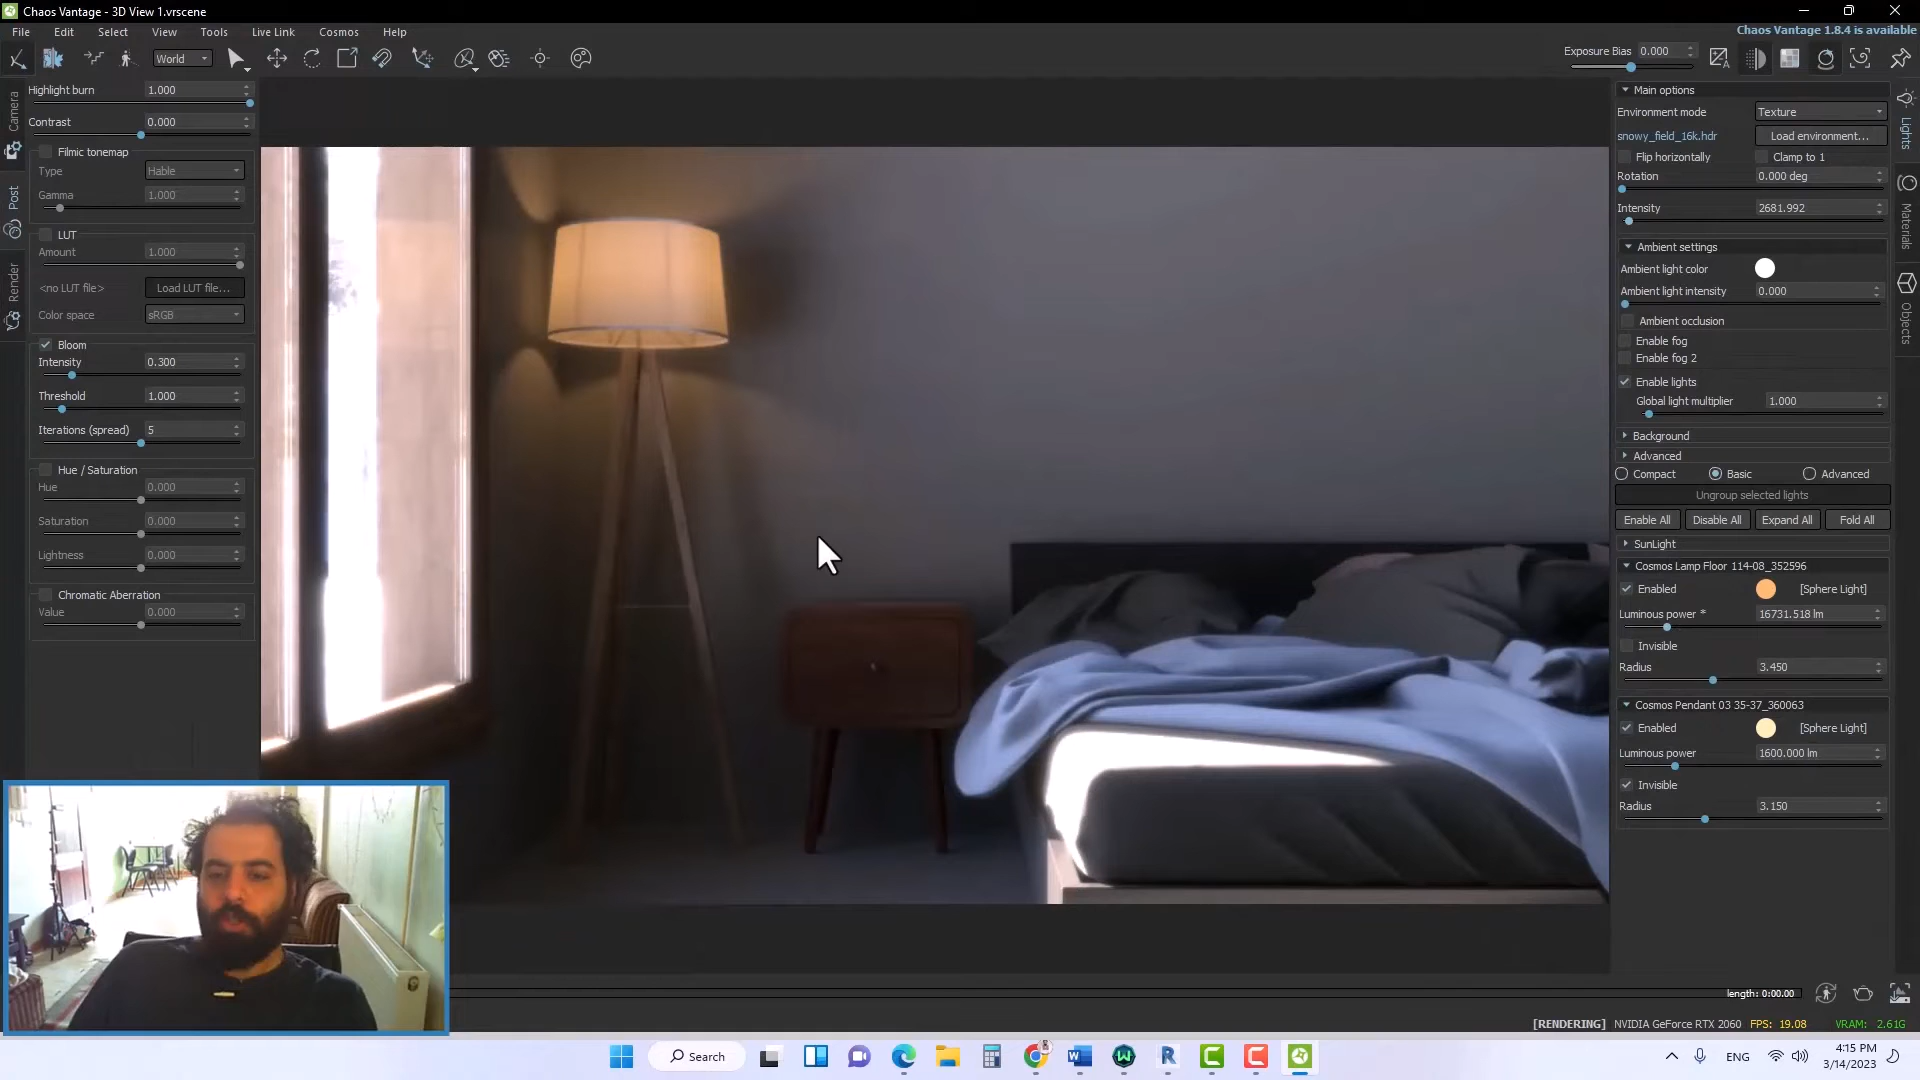 Chaos Vantage - 3D View 1.vrscene
File Edit Select View Tools Live Link Cosmos Help
Chaos Vantage 1.8.4 is available
World
Exposure Bias 0.000
Camera
Post
Render
Highlight burn 1.000
Contrast 0.000
Filmic tonemap
Type Hable
Gamma 1.000
LUT
Amount 1.000
<no LUT file> Load LUT file...
Color space sRGB
Bloom
Intensity 0.300
Threshold 1.000
Iterations (spread) 5
Hue / Saturation
Hue 0.000
Saturation 0.000
Lightness 0.000
Chromatic Aberration
Value 0.000
Main options
Environment mode Texture
snowy_field_16k.hdr Load environment...
Flip horizontally Clamp to 1
Rotation 0.000 deg
Intensity 2681.992
Ambient settings
Ambient light color
Ambient light intensity 0.000
Ambient occlusion
Enable fog
Enable fog 2
Enable lights
Global light multiplier 1.000
Background
Advanced
Compact Basic Advanced
Ungroup selected lights
Enable All Disable All Expand All Fold All
SunLight
Cosmos Lamp Floor 114-08_352596
Enabled [Sphere Light]
Luminous power * 16731.518 lm
Invisible
Radius 3.450
Cosmos Pendant 03 35-37_360063
Enabled [Sphere Light]
Luminous power 1600.000 lm
Invisible
Radius 3.150
Lights
Materials
Objects
length: 0:00.00
[RENDERING] NVIDIA GeForce RTX 2060 FPS: 19.08 VRAM: 2.61G
Search
ENG
4:15 PM
3/14/2023